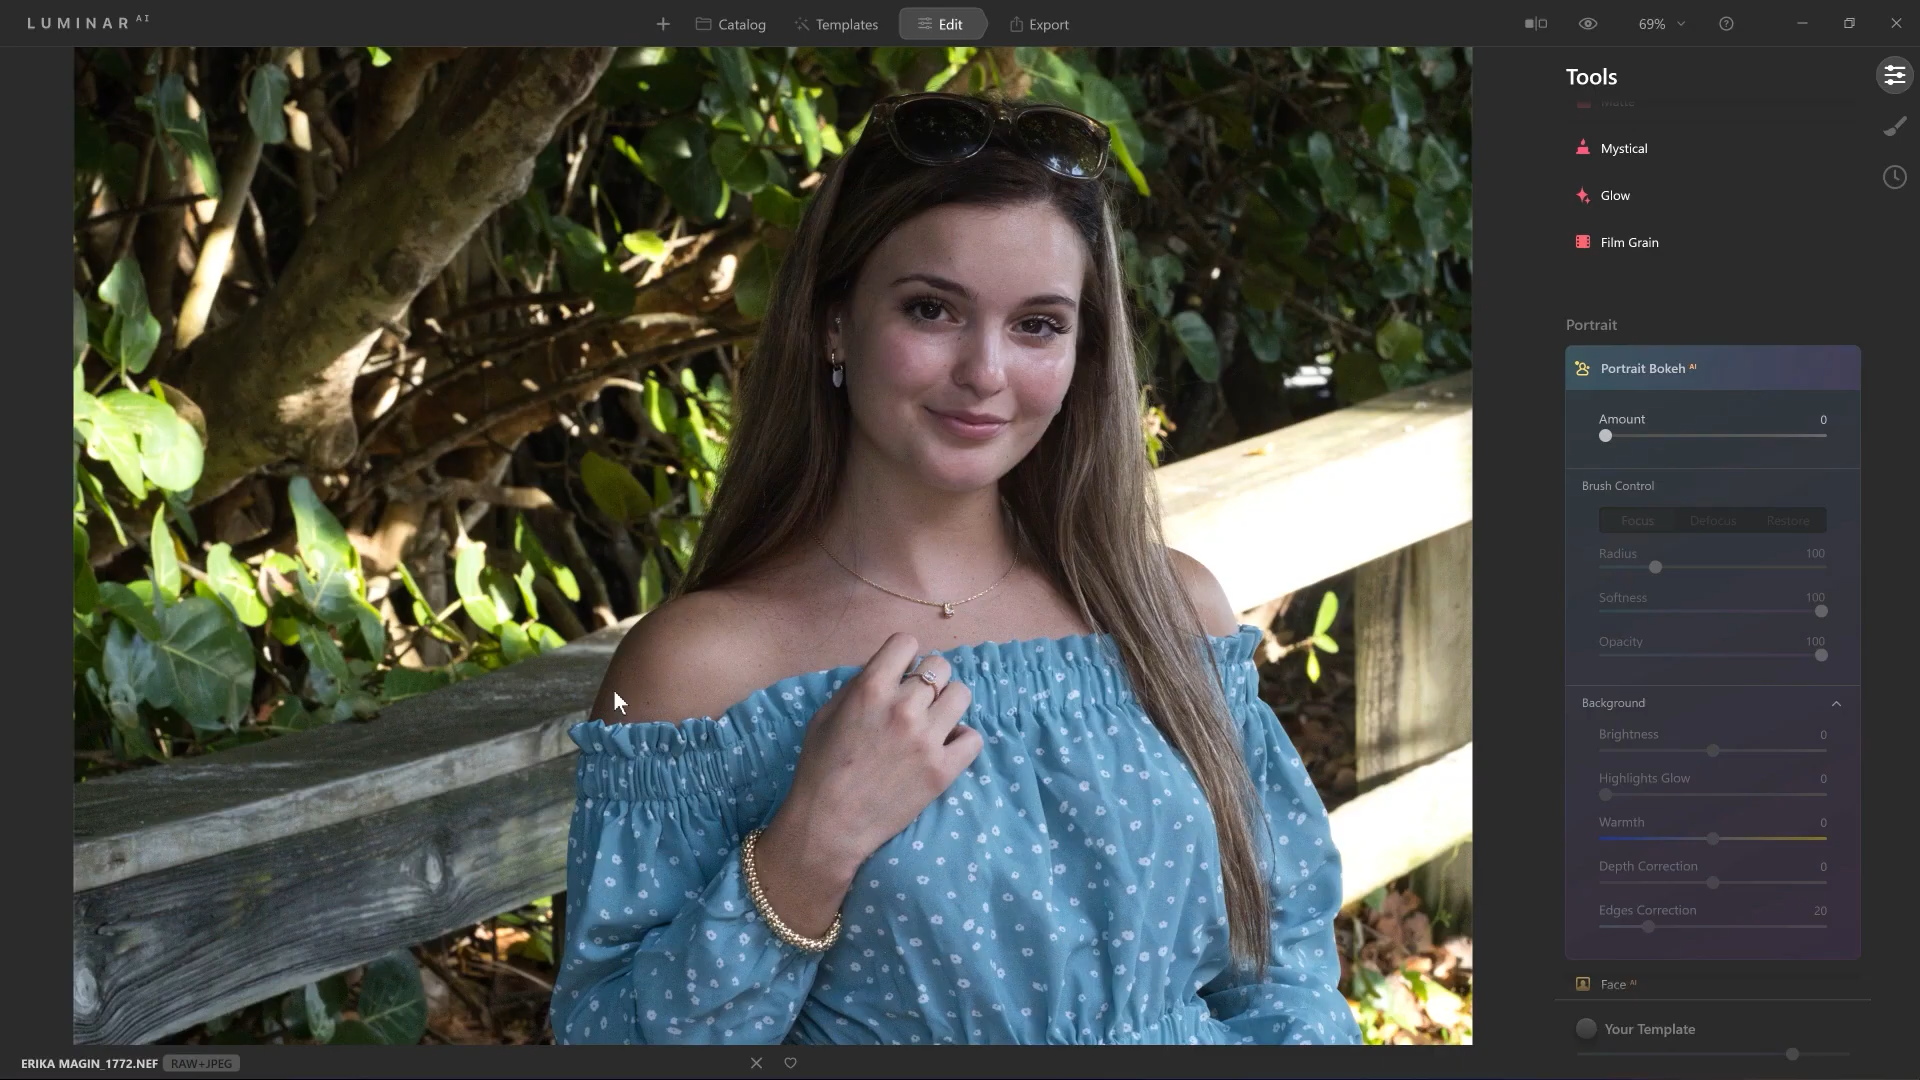 LUMINAR AI
Catalog
Templates
Edit
Export
69%
Tools
Matte
Mystical
Glow
Film Grain
Portrait
Portrait Bokeh AI
Amount 0
Brush Control
Focus Defocus Restore
Radius 100
Softness 100
Opacity 100
Background
Brightness 0
Highlights Glow 0
Warmth 0
Depth Correction 0
Edges Correction 20
Face AI
Your Template
ERIKA MAGIN_1772.NEF RAW+JPEG